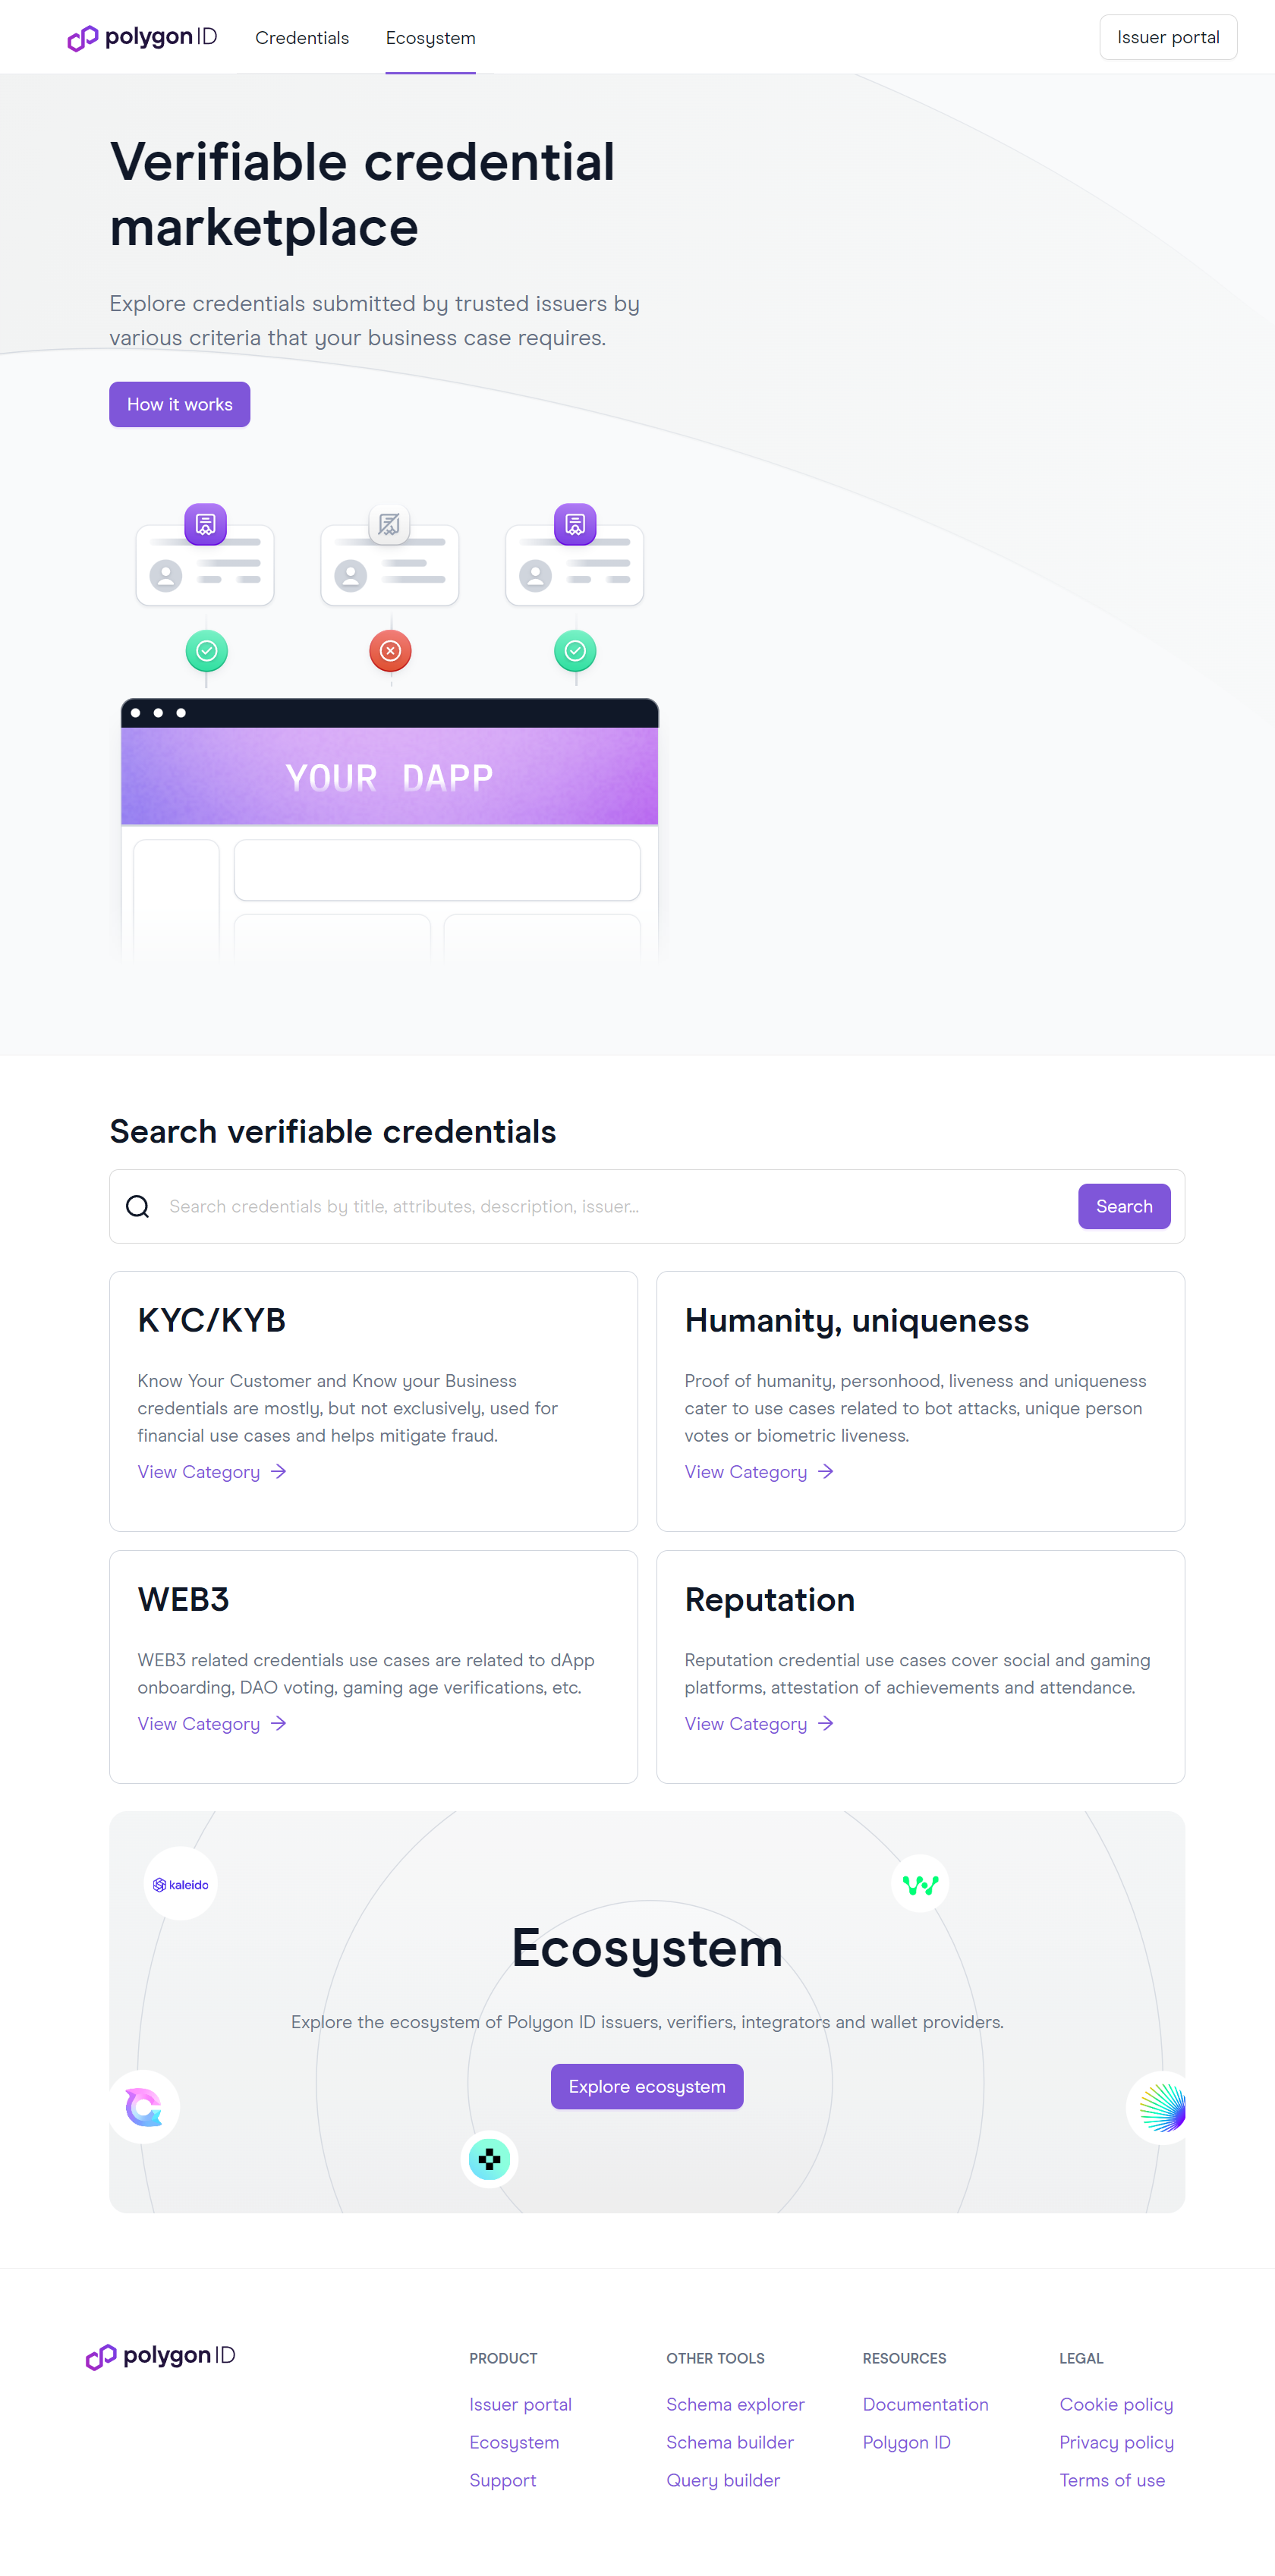 polygon ID
Credentials
Ecosystem
Issuer portal
Verifiable credential
marketplace
Explore credentials submitted by trusted issuers by
various criteria that your business case requires.
How it works
YOUR DAPP
Search verifiable credentials
Search credentials by title, attributes, description, issuer...
Search
KYC/KYB
Know Your Customer and Know your Business
credentials are mostly, but not exclusively, used for
financial use cases and helps mitigate fraud.
View Category
Humanity, uniqueness
Proof of humanity, personhood, liveness and uniqueness
cater to use cases related to bot attacks, unique person
votes or biometric liveness.
View Category
WEB3
WEB3 related credentials use cases are related to dApp
onboarding, DAO voting, gaming age verifications, etc.
View Category
Reputation
Reputation credential use cases cover social and gaming
platforms, attestation of achievements and attendance.
View Category
kaleido
Ecosystem
Explore the ecosystem of Polygon ID issuers, verifiers, integrators and wallet providers.
Explore ecosystem
polygon ID
PRODUCT
Issuer portal
Ecosystem
Support
OTHER TOOLS
Schema explorer
Schema builder
Query builder
RESOURCES
Documentation
Polygon ID
LEGAL
Cookie policy
Privacy policy
Terms of use